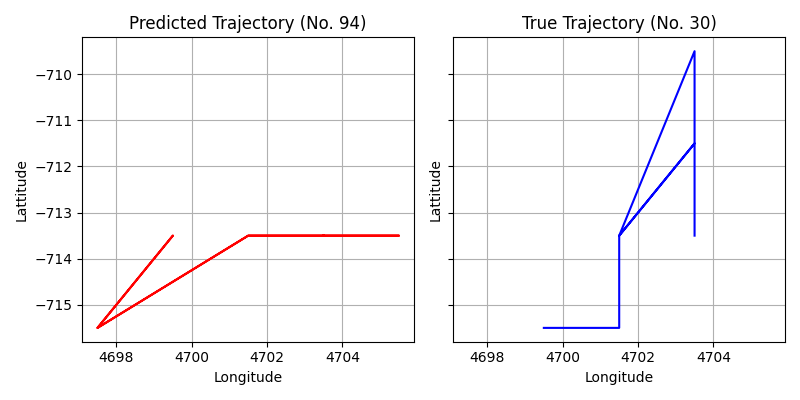 Predicted Trajectory (No. 94)
True Trajectory (No. 30)
−710
−711
−712
−713
−714
−715
Lattitude
Lattitude
4698 4700 4702 4704
4698 4700 4702 4704
Longitude
Longitude